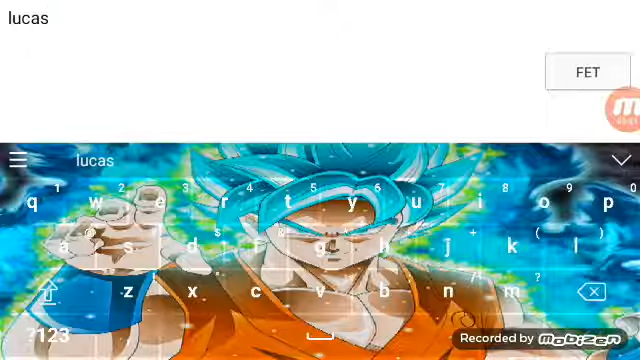 lucas
FET
lucas
1 2 3 4 5 6 7 8 9 0
q w e r t y u i o p
@ $ & + ( )
a s d f g h j k l
/ ?
z x c v b n m
?123
Recorded by mobizen